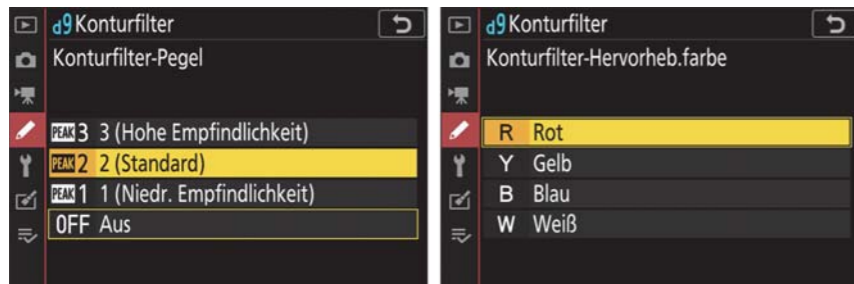 d9 Konturfilter
Konturfilter-Pegel
PEAK 3 3 (Hohe Empfindlichkeit)
PEAK 2 2 (Standard)
PEAK 1 1 (Niedr. Empfindlichkeit)
OFF Aus
d9 Konturfilter
Konturfilter-Hervorheb.farbe
R Rot
Y Gelb
B Blau
W Weiß